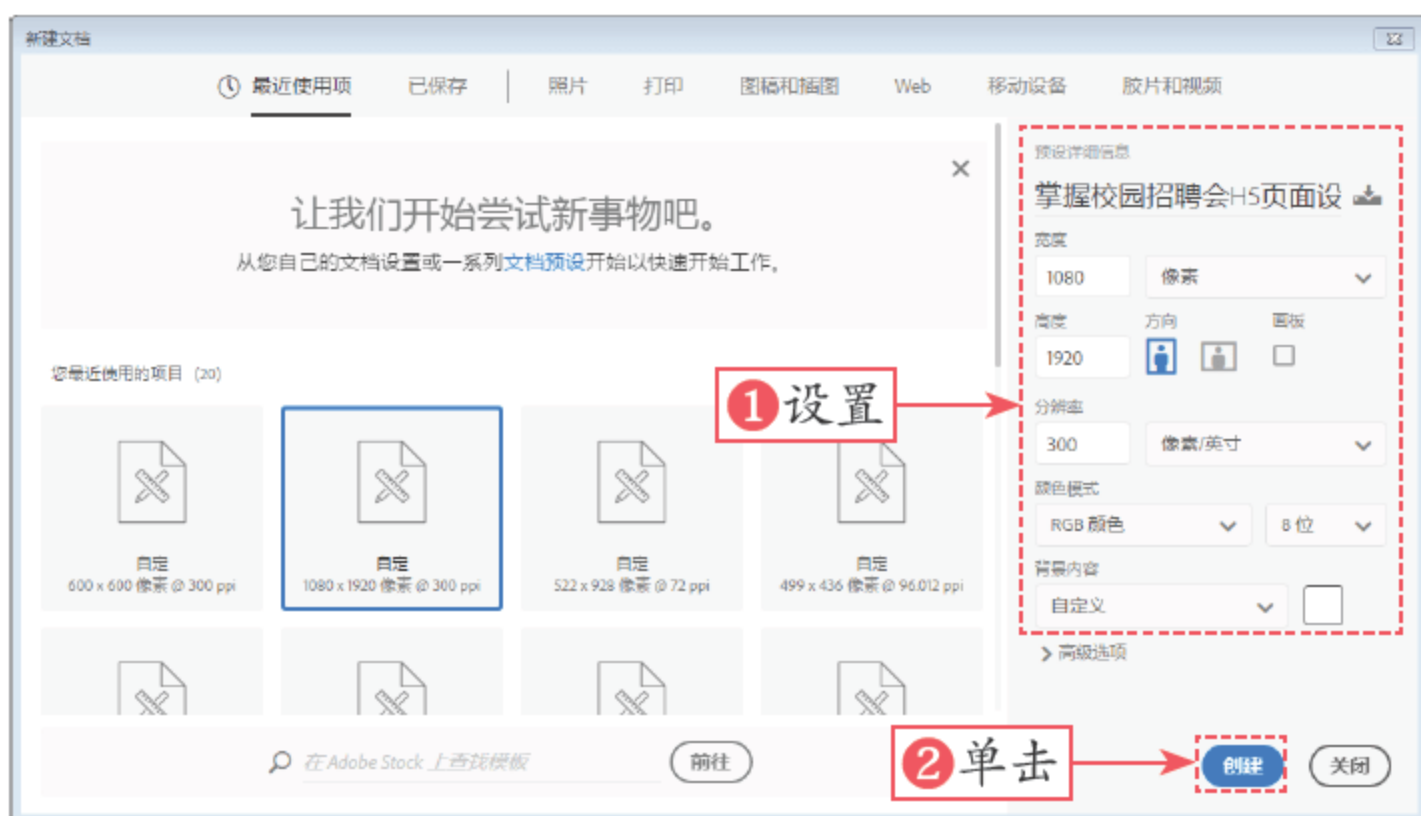 新建文档
最近使用项 已保存 照片 打印 图稿和插图 Web 移动设备 胶片和视频
让我们开始尝试新事物吧。
从您自己的文档设置或一系列文档预设开始以快速开始工作。
您最近使用的项目 (20)
自定
600 x 600 像素 @ 300 ppi
自定
1080 x 1920 像素 @ 300 ppi
自定
522 x 928 像素 @ 72 ppi
自定
499 x 436 像素 @ 96.012 ppi
在 Adobe Stock 上查找模板
前往
预设详细信息
掌握校园招聘会H5页面设
宽度
1080 像素
高度 方向 画板
1920
1 设置
分辨率
300 像素/英寸
颜色模式
RGB 颜色 8 位
背景内容
自定义
高级选项
2 单击
创建 关闭